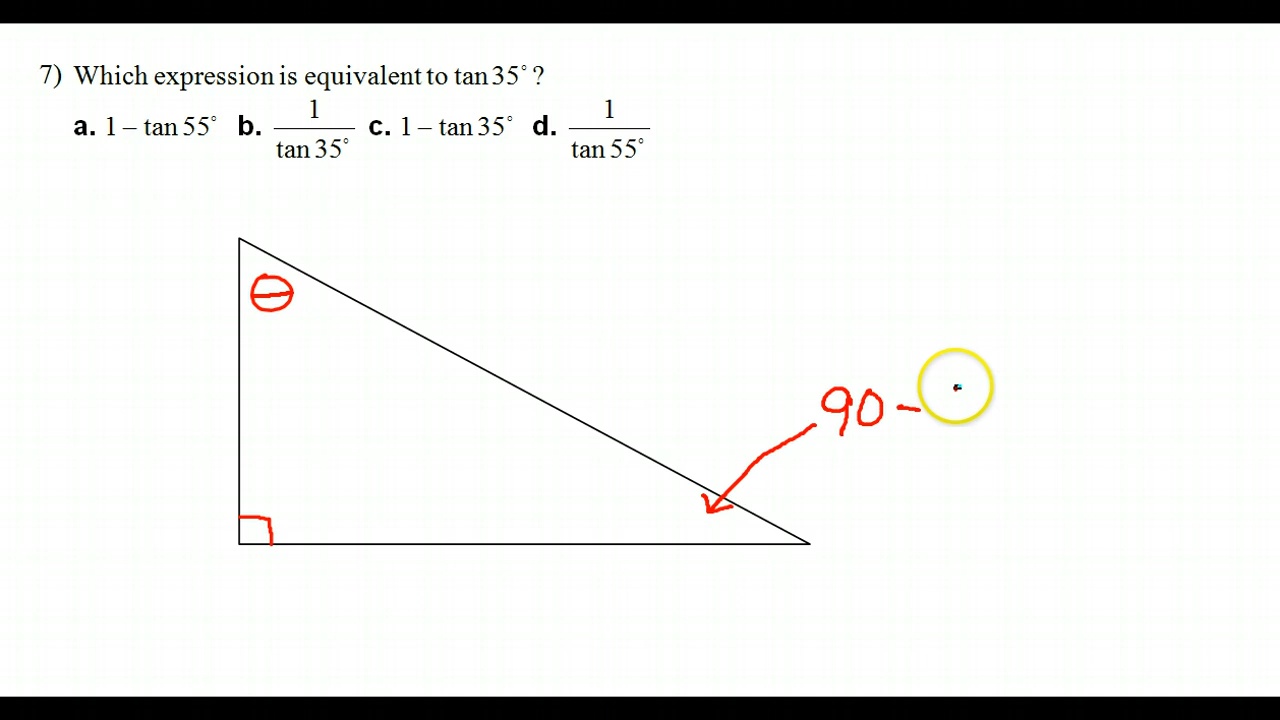 7) Which expression is equivalent to tan 35° ?
a. 1 – tan 55° b. 1/tan 35° c. 1 – tan 35° d. 1/tan 55°
θ
90 –